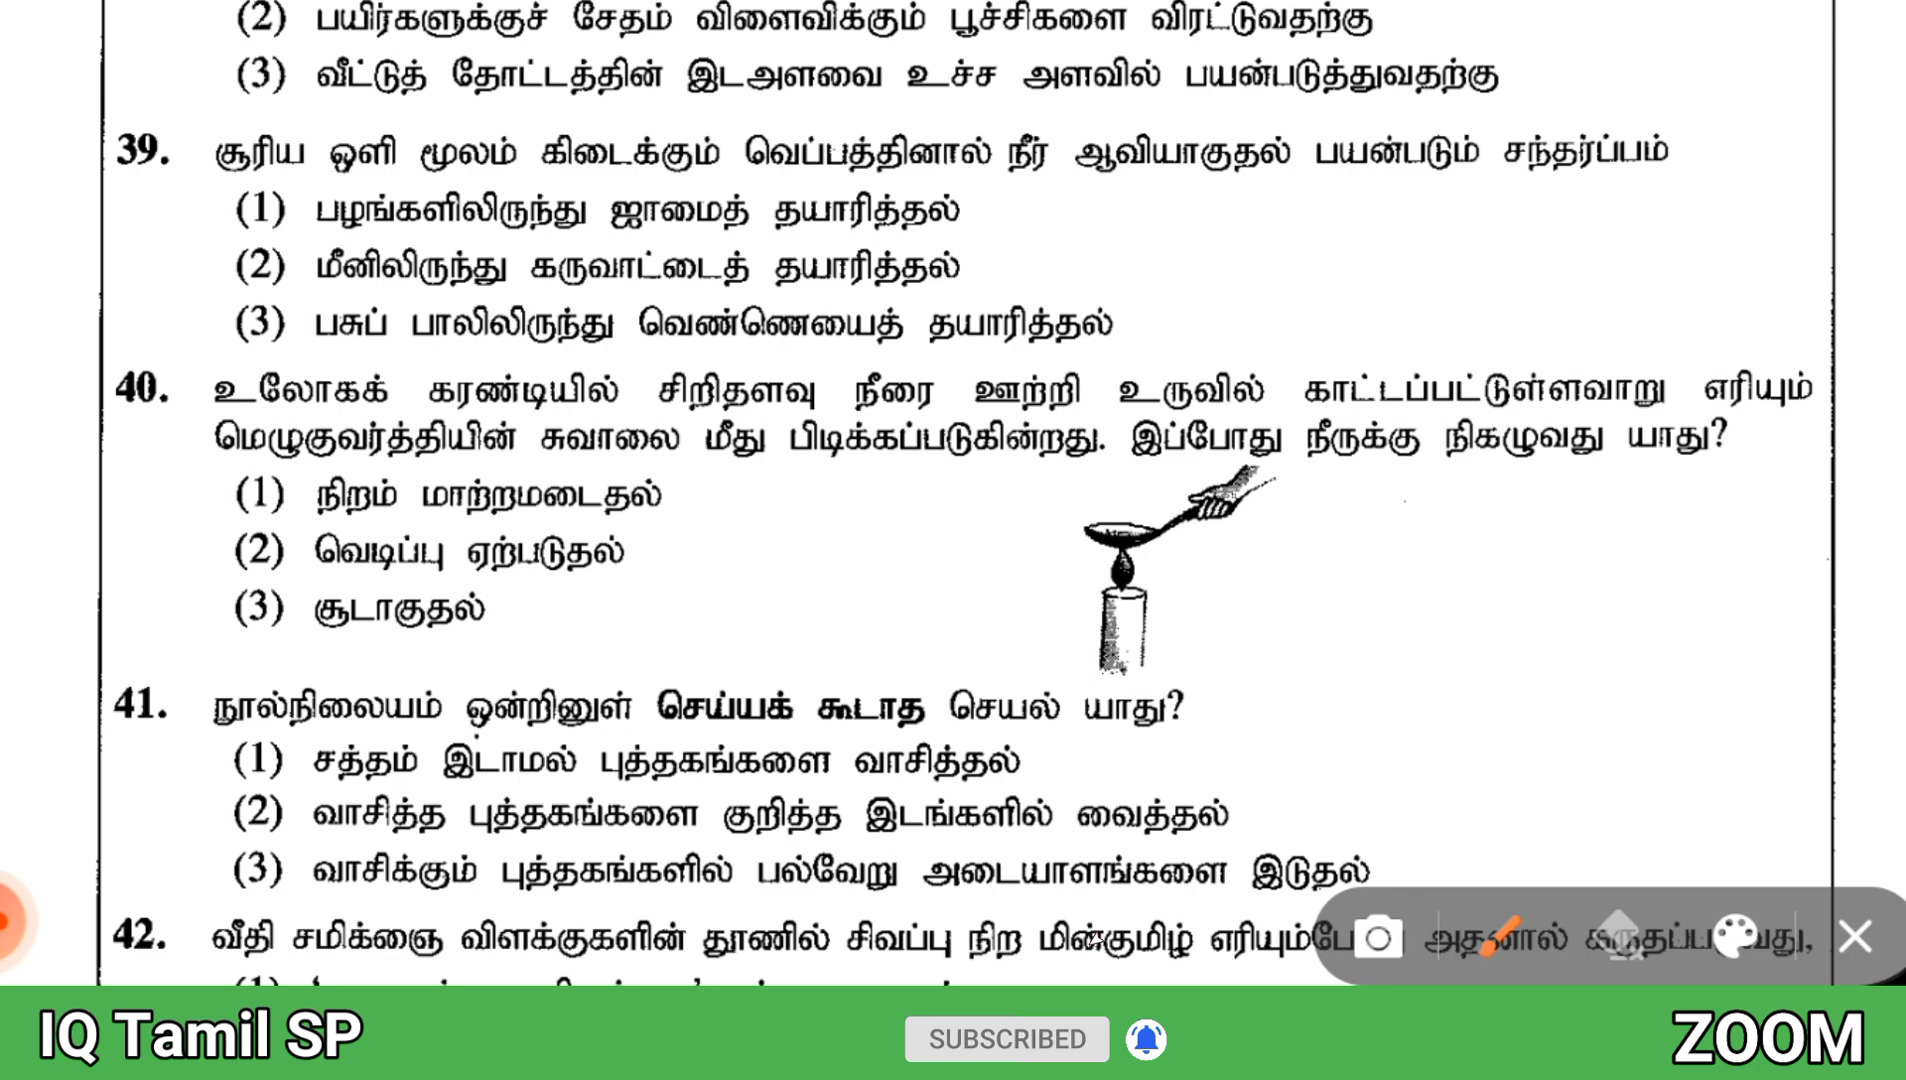 (2) பயிர்களுக்குச் சேதம் விளைவிக்கும் பூச்சிகளை விரட்டுவதற்கு
(3) வீட்டுத் தோட்டத்தின் இடஅளவை உச்ச அளவில் பயன்படுத்துவதற்கு
39. சூரிய ஒளி மூலம் கிடைக்கும் வெப்பத்தினால் நீர் ஆவியாகுதல் பயன்படும் சந்தர்ப்பம்
(1) பழங்களிலிருந்து ஜாமைத் தயாரித்தல்
(2) மீனிலிருந்து கருவாட்டைத் தயாரித்தல்
(3) பசுப் பாலிலிருந்து வெண்ணெயைத் தயாரித்தல்
40. உலோகக் கரண்டியில் சிறிதளவு நீரை ஊற்றி உருவில் காட்டப்பட்டுள்ளவாறு எரியும்
மெழுகுவர்த்தியின் சுவாலை மீது பிடிக்கப்படுகின்றது. இப்போது நீருக்கு நிகழுவது யாது?
(1) நிறம் மாற்றமடைதல்
(2) வெடிப்பு ஏற்படுதல்
(3) சூடாகுதல்
41. நூல்நிலையம் ஒன்றினுள் செய்யக் கூடாத செயல் யாது?
(1) சத்தம் இடாமல் புத்தகங்களை வாசித்தல்
(2) வாசித்த புத்தகங்களை குறித்த இடங்களில் வைத்தல்
(3) வாசிக்கும் புத்தகங்களில் பல்வேறு அடையாளங்களை இடுதல்
42. வீதி சமிக்ஞை விளக்குகளின் தூணில் சிவப்பு நிற மின்குமிழ் எரியும்போது அதனால்
IQ Tamil SP
SUBSCRIBED
ZOOM